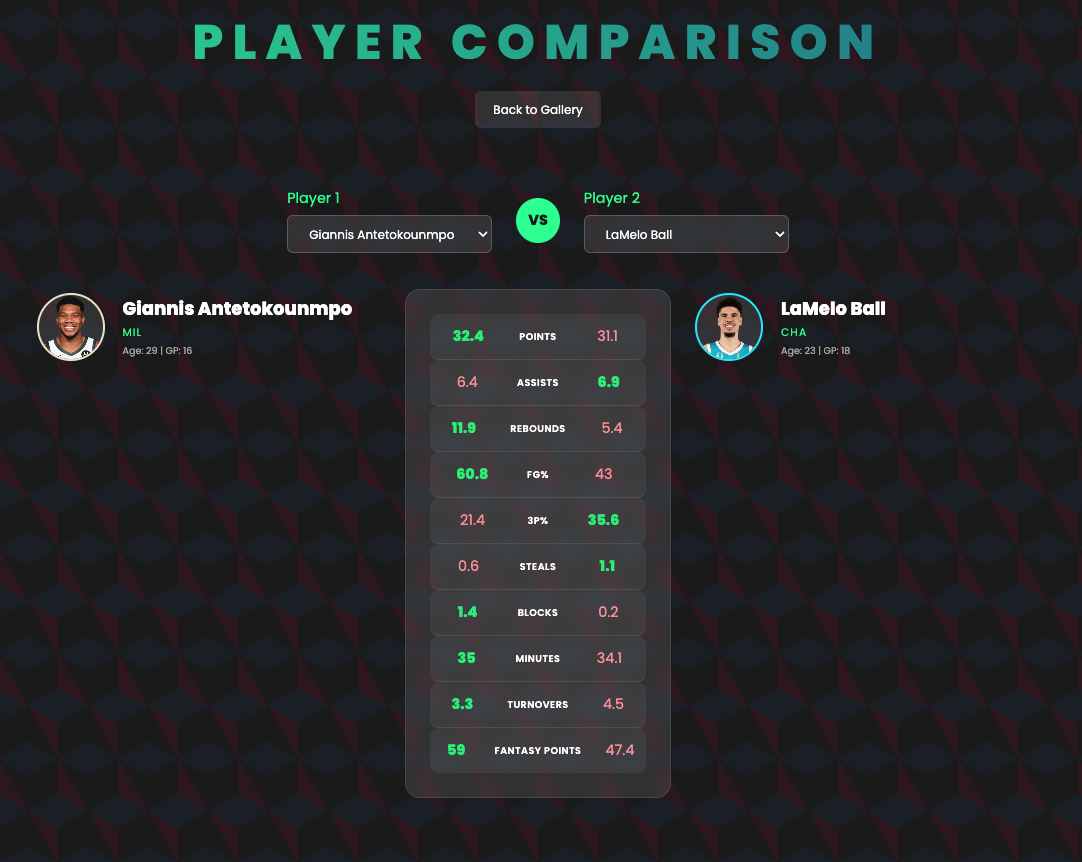 PLAYER COMPARISON
Back to Gallery
Player 1
Giannis Antetokounmpo
VS
Player 2
LaMelo Ball
Giannis Antetokounmpo
MIL
Age: 29 | GP: 16
32.4 POINTS 31.1
6.4 ASSISTS 6.9
11.9 REBOUNDS 5.4
60.8 FG% 43
21.4 3P% 35.6
0.6 STEALS 1.1
1.4 BLOCKS 0.2
35 MINUTES 34.1
3.3 TURNOVERS 4.5
59 FANTASY POINTS 47.4
LaMelo Ball
CHA
Age: 23 | GP: 18